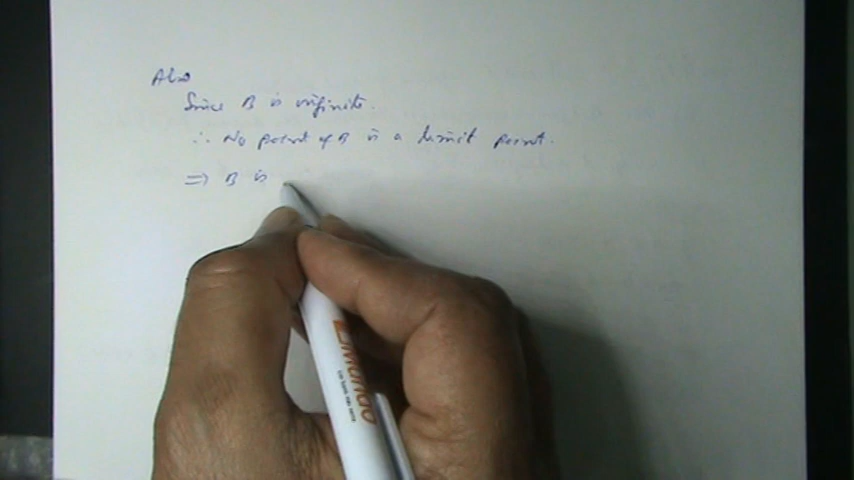 Also
Since B is infinite.
∴ No point of B is a limit point.
⇒ B is